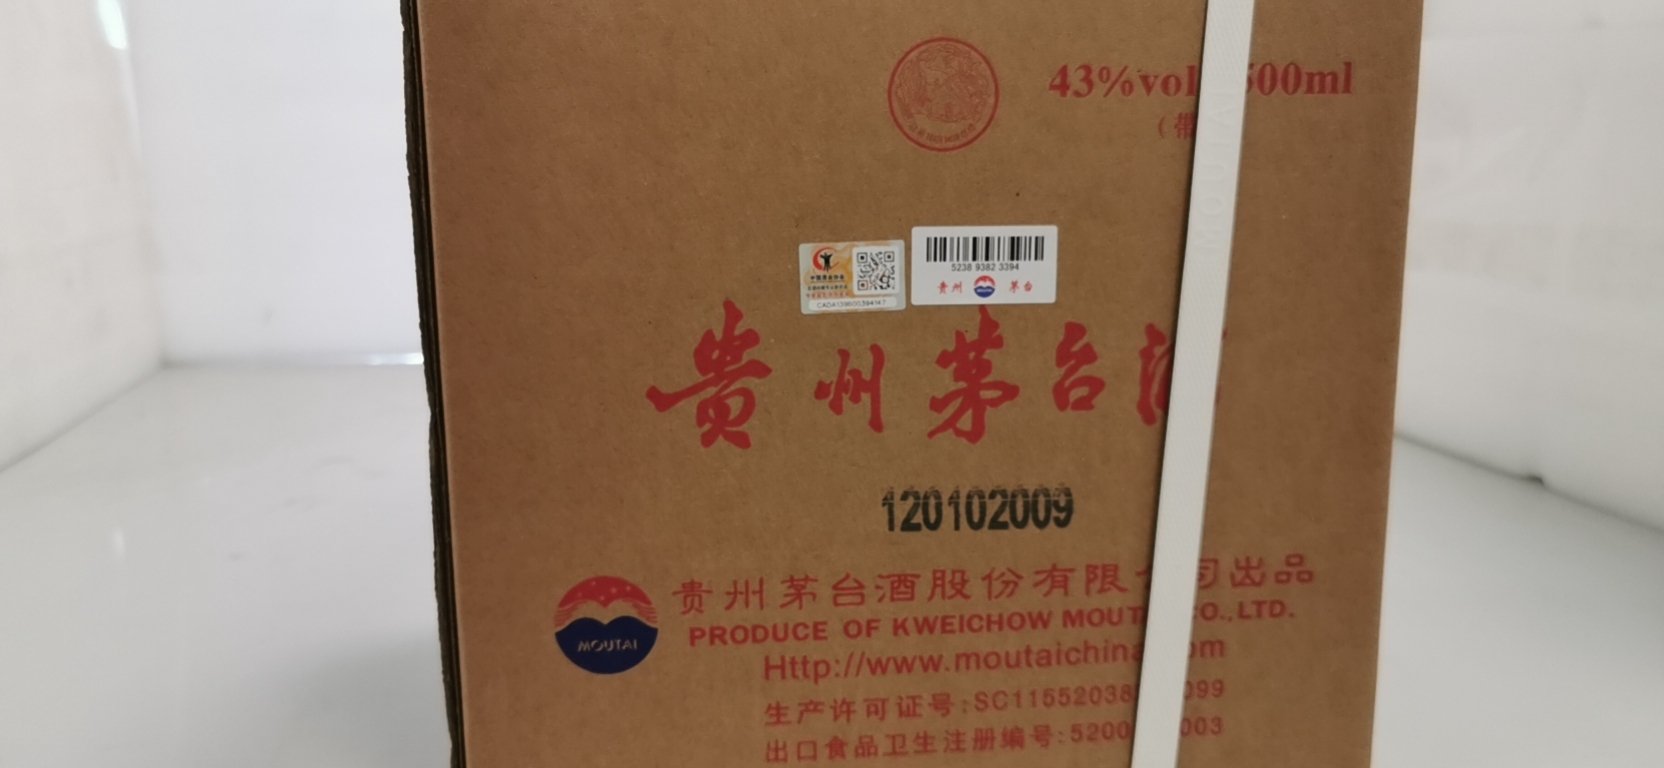 43%vol 500ml
（带
5238 9382 3394
贵州 茅台
贵州茅台酒
120102009
贵州茅台酒股份有限 司出品
MOUTAI
PRODUCE OF KWEICHOW MOUT CO.,LTD.
Http://www.moutaichina om
生产许可证号:SC11552038 099
出口食品卫生注册编号:5200 003